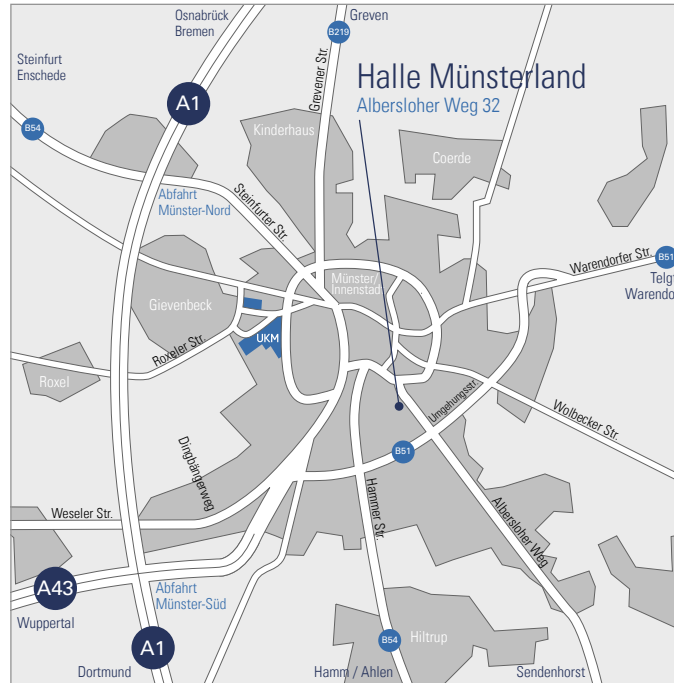 Osnabrück
Bremen
Greven
B219
Steinfurt
Enschede
Grevener Str.
Halle Münsterland
Albersloher Weg 32
A1
B54
Kinderhaus
Coerde
Abfahrt
Münster-Nord
Steinfurter Str.
Warendorfer Str.
B51
Telgt
Warendo
Münster/
Innenstad
Gievenbeck
UKM
Roxeler Str.
Roxel
Umgehungsstr.
Wolbecker Str.
Dingbängerweg
B51
Weseler Str.
Hammer Str.
Albersloher Weg
A43
Wuppertal
Abfahrt
Münster-Süd
A1
B54
Hiltrup
Dortmund
Hamm / Ahlen
Sendenhorst